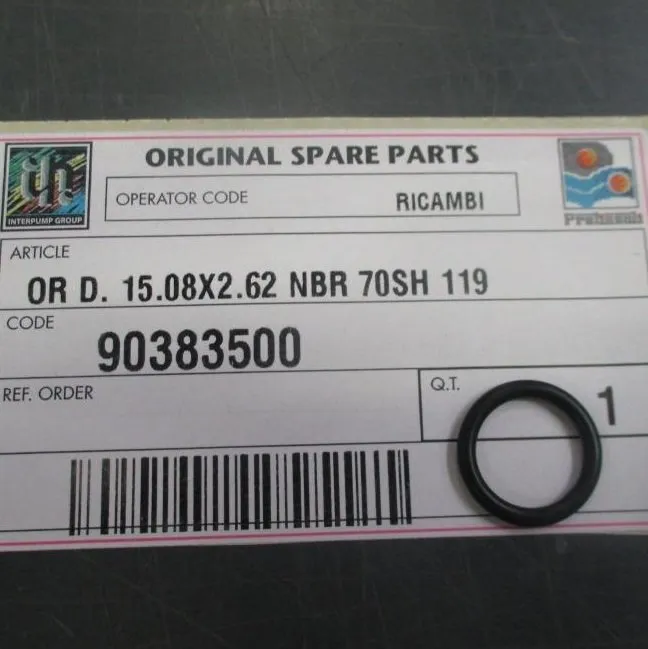 ORIGINAL SPARE PARTS
INTERPUMP GROUP
OPERATOR CODE RICAMBI
ARTICLE
OR D. 15.08X2.62 NBR 70SH 119
CODE
90383500
REF. ORDER
Q.T. 1